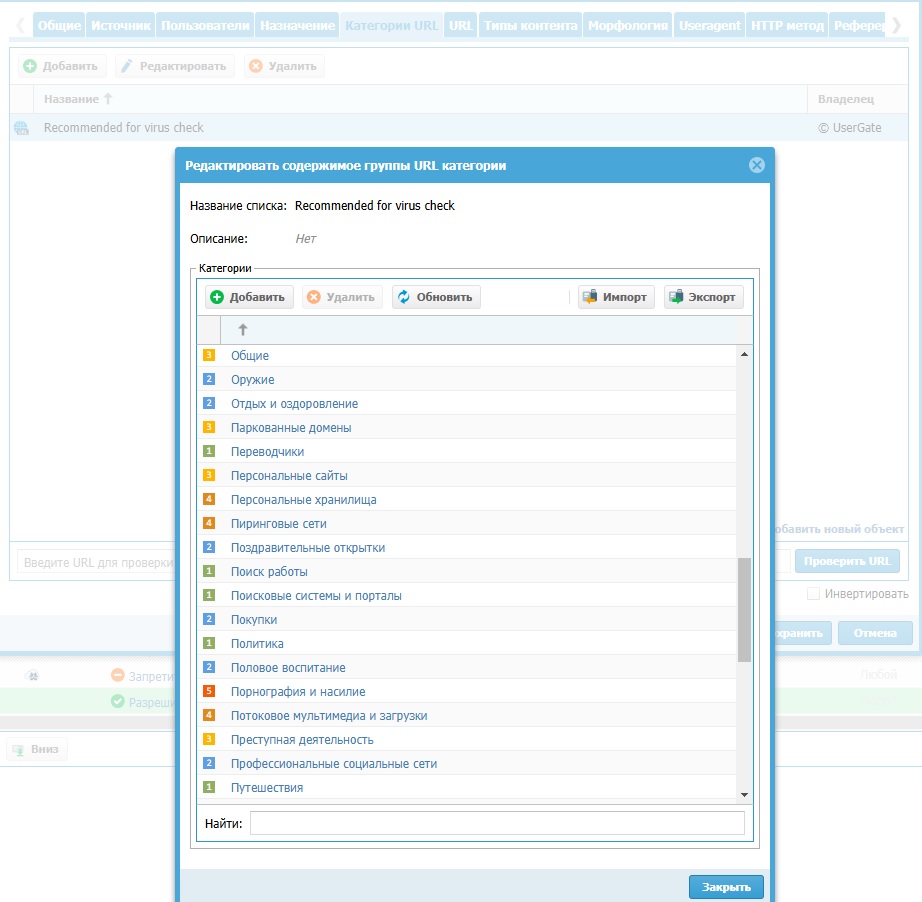 Общие Источник Пользователи Назначение Категории URL URL Типы контента Морфология Useragent HTTP метод
Добавить Редактировать Удалить
Название Владелец
Recommended for virus check © UserGate
Редактировать содержимое группы URL категории
Название списка: Recommended for virus check
Описание: Нет
Категории
Добавить Удалить Обновить Импорт Экспорт
3 Общие
2 Оружие
2 Отдых и оздоровление
3 Паркованные домены
1 Переводчики
3 Персональные сайты
4 Персональные хранилища
4 Пиринговые сети
обавить новый объект
2 Поздравительные открытки
Введите URL для проверки Проверить URL
1 Поиск работы
1 Поисковые системы и порталы
Инвертировать
2 Покупки
хранить Отмена
1 Политика
2 Половое воспитание
Запрети Любой
5 Порнография и насилие
Разреши
4 Потоковое мультимедиа и загрузки
3 Преступная деятельность
Вниз
2 Профессиональные социальные сети
1 Путешествия
Найти:
Закрыть